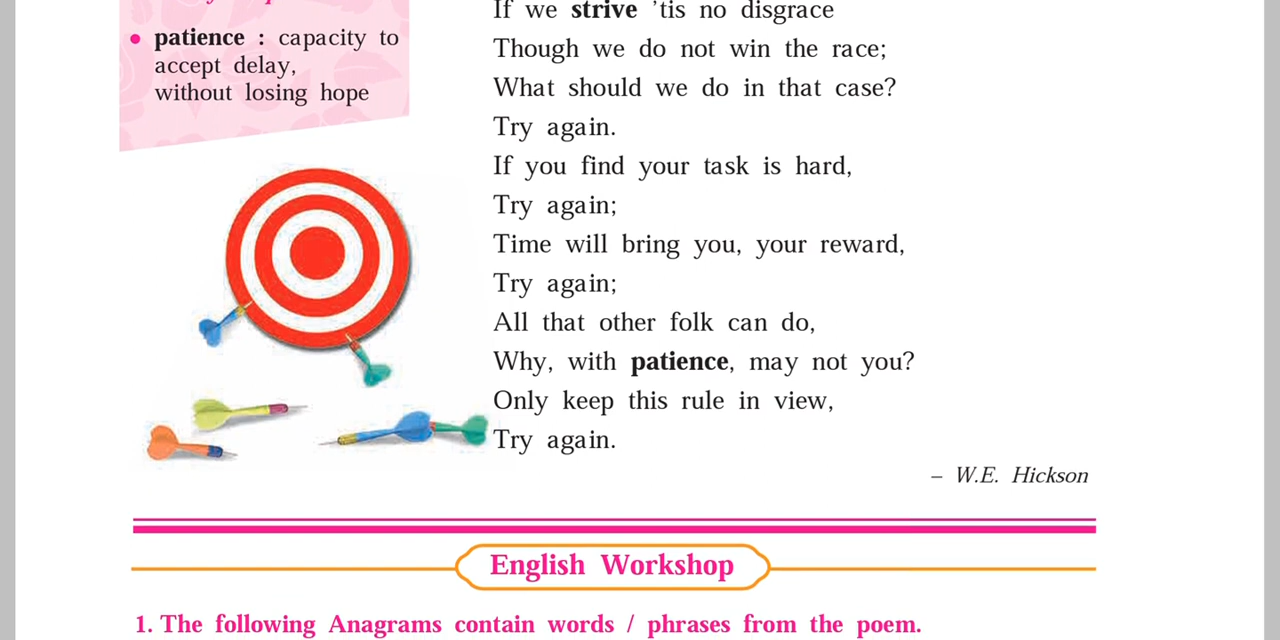 • patience : capacity to
accept delay,
without losing hope
If we strive ’tis no disgrace
Though we do not win the race;
What should we do in that case?
Try again.
If you find your task is hard,
Try again;
Time will bring you, your reward,
Try again;
All that other folk can do,
Why, with patience, may not you?
Only keep this rule in view,
Try again.
– W.E. Hickson
English Workshop
1. The following Anagrams contain words / phrases from the poem.